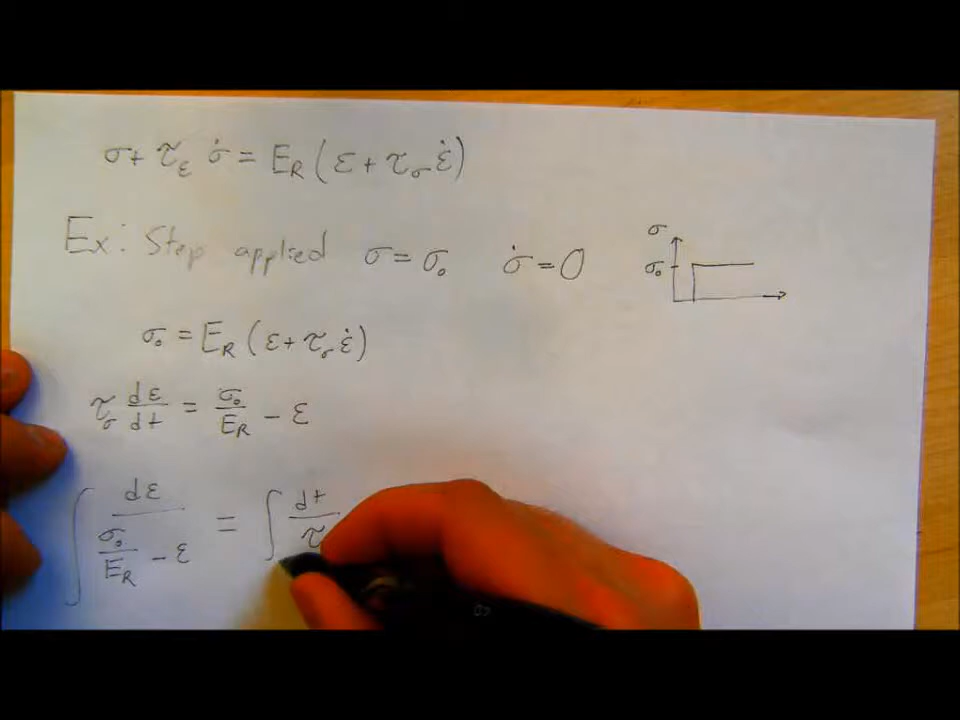 σ + τ_ε σ̇ = E_R (ε + τ_σ ε̇)
Ex: Step applied σ = σ₀ σ̇ = 0
σ
σ₀
σ₀ = E_R (ε + τ_σ ε̇)
τ_σ dε/dt = σ₀/E_R - ε
∫ dε/(σ₀/E_R - ε) = ∫ dt/τ